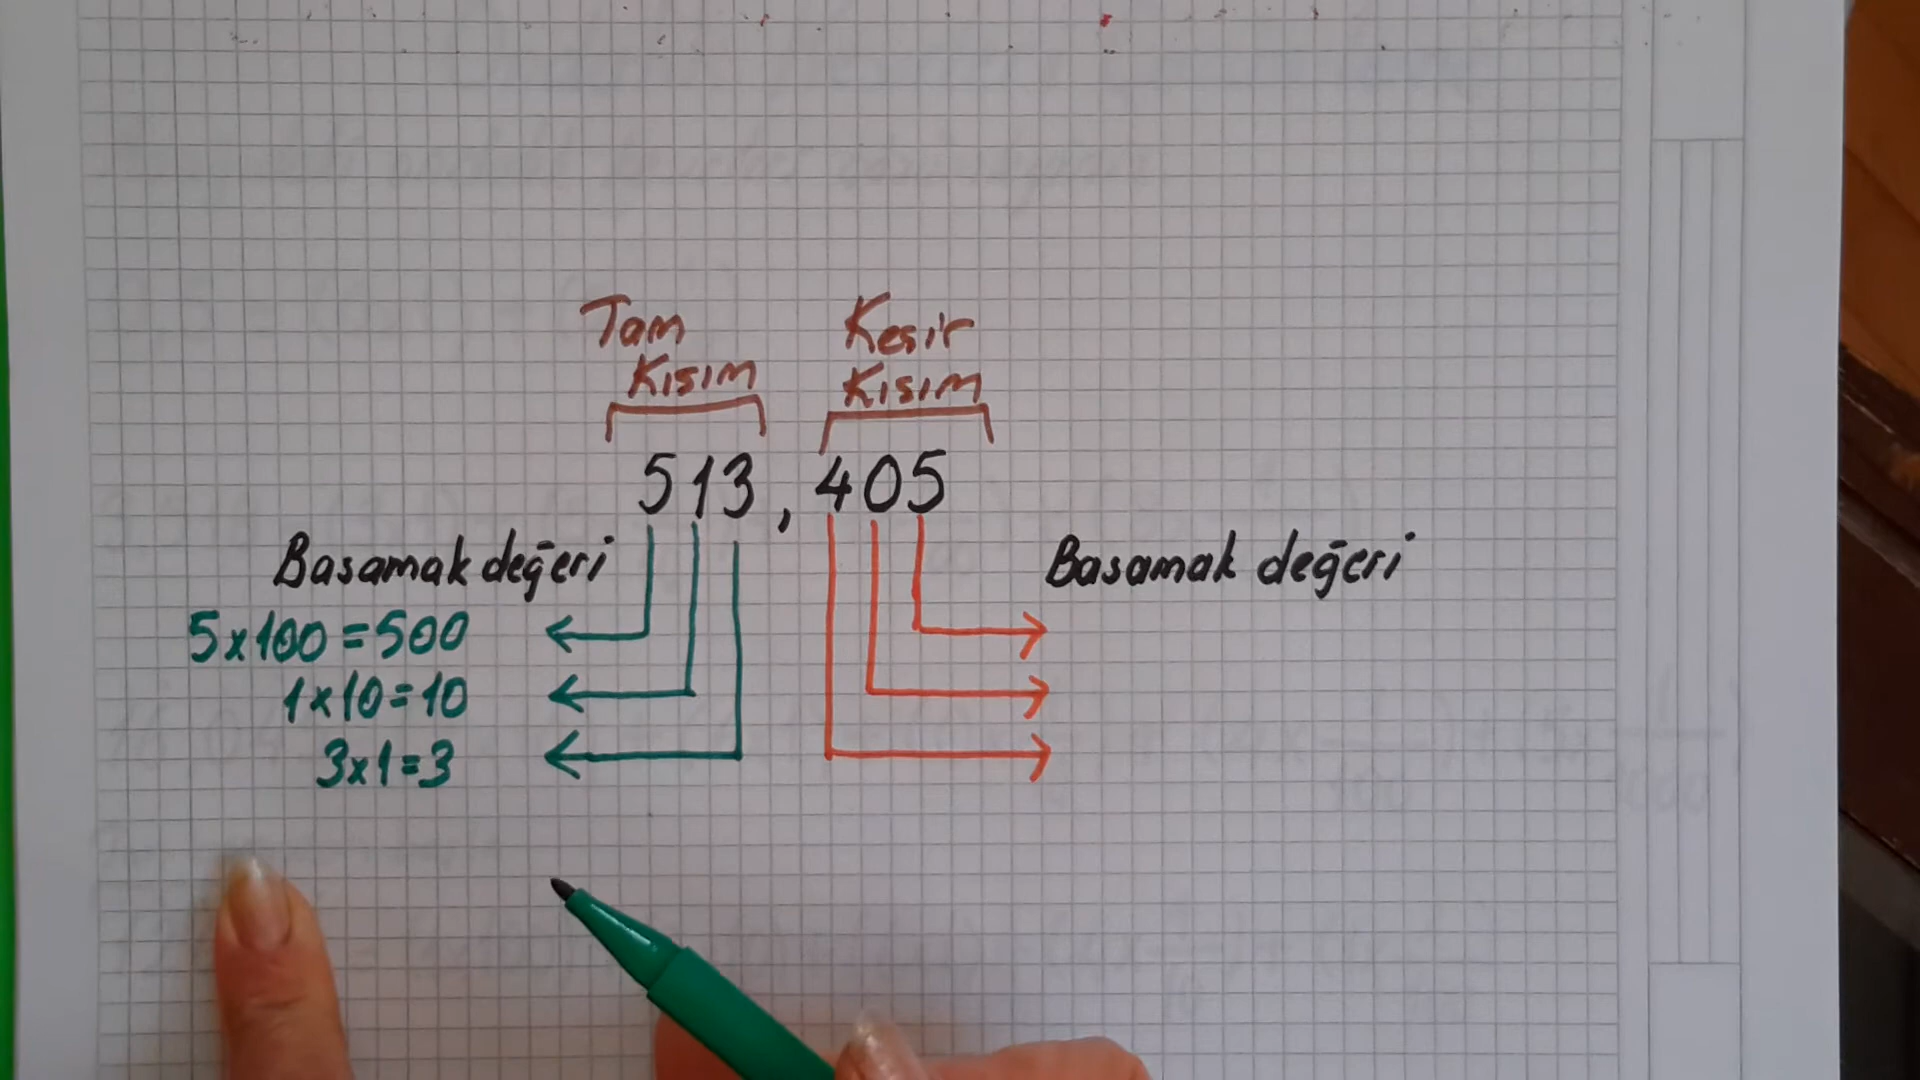 Tam
Kısım
Kesir
Kısım
513,405
Basamak değeri
5x100=500
1x10=10
3x1=3
Basamak değeri